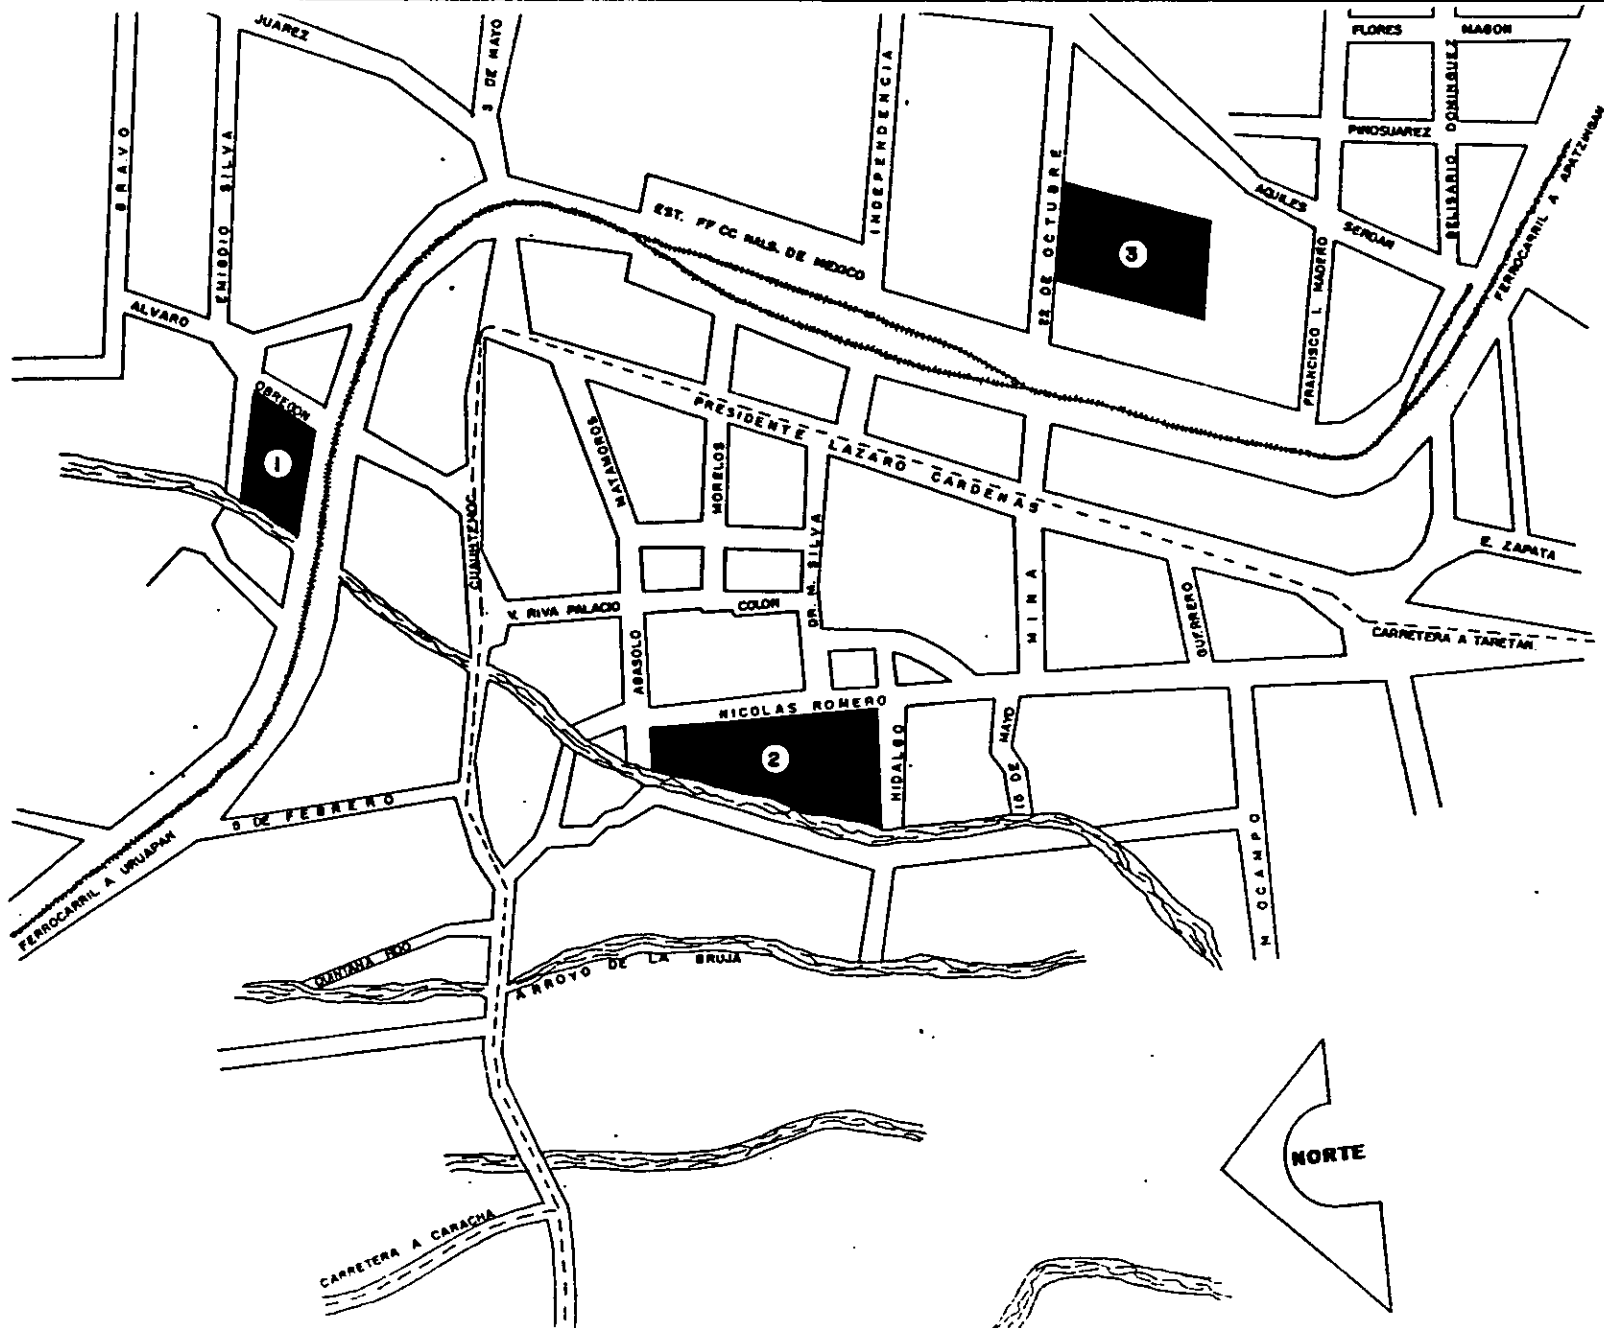 JUAREZ
5 DE MAYO
FLORES MAGON
BELISARIO DOMINGUEZ
PINOSUAREZ
BRAVO
EMIGDIO SILVA
INDEPENDENCIA
22 DE OCTUBRE
AQUILES SERDAN
FERROCARRIL A APATZINGAN
EST. FF CC NALS. DE MEXICO
3
FRANCISCO I. MADERO
ALVARO OBREGON
1
PRESIDENTE LAZARO CARDENAS
MATAMOROS
MORELOS
CUAUHTEMOC
DR. M. SILVA
E. ZAPATA
V. RIVA PALACIO
COLON
MINA
GUERRERO
CARRETERA A TARETAN.
ABASOLO
NICOLAS ROMERO
2
HIDALGO
15 DE MAYO
5 DE FEBRERO
M OCAMPO
FERROCARRIL A URUAPAN
QUINTANA ROO
ARROYO DE LA BRUJA
NORTE
CARRETERA A CARACHA